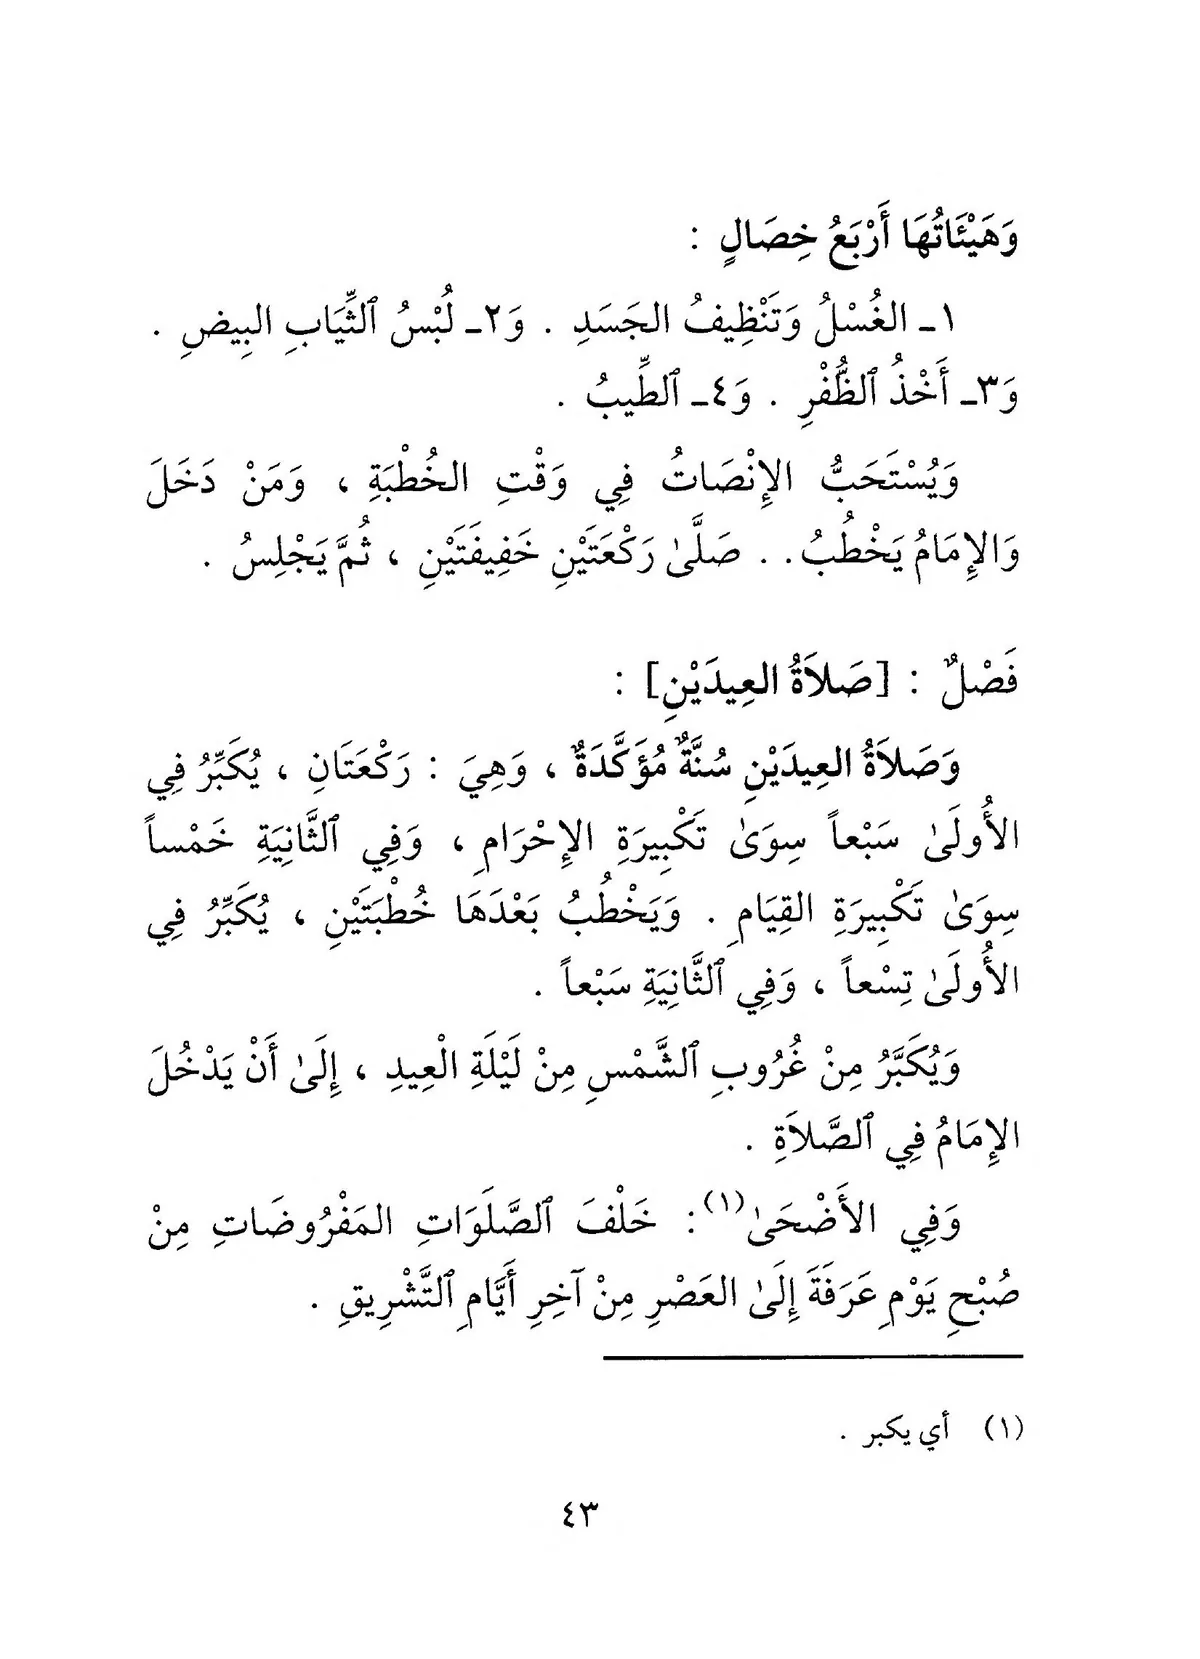 وَهَيْئَاتُهَا أَرْبَعُ خِصَالٍ :
١ـ الغُسْلُ وَتَنْظِيفُ الجَسَدِ . وَ٢ـ لُبْسُ ٱلثِّيَابِ البِيضِ .
وَ٣ـ أَخْذُ ٱلظُّفْرِ . وَ٤ـ ٱلطِّيبُ .
وَيُسْتَحَبُّ الإِنْصَاتُ فِي وَقْتِ الخُطْبَةِ ، وَمَنْ دَخَلَ
وَالإِمَامُ يَخْطُبُ . . صَلَّىٰ رَكْعَتَيْنِ خَفِيفَتَيْنِ ، ثُمَّ يَجْلِسُ .
فَصْلٌ : [صَلاَةُ العِيدَيْنِ] :
وَصَلاَةُ العِيدَيْنِ سُنَّةٌ مُؤَكَّدَةٌ ، وَهِيَ : رَكْعَتَانِ ، يُكَبِّرُ فِي
الأُولَىٰ سَبْعاً سِوَىٰ تَكْبِيرَةِ الإِحْرَامِ ، وَفِي ٱلثَّانِيَةِ خَمْساً
سِوَىٰ تَكْبِيرَةِ القِيَامِ . وَيَخْطُبُ بَعْدَهَا خُطْبَتَيْنِ ، يُكَبِّرُ فِي
الأُولَىٰ تِسْعاً ، وَفِي ٱلثَّانِيَةِ سَبْعاً .
وَيُكَبَّرُ مِنْ غُرُوبِ ٱلشَّمْسِ مِنْ لَيْلَةِ الْعِيدِ ، إِلَىٰ أَنْ يَدْخُلَ
الإِمَامُ فِي ٱلصَّلاَةِ .
وَفِي الأَضْحَىٰ(١) : خَلْفَ ٱلصَّلَوَاتِ المَفْرُوضَاتِ مِنْ
صُبْحِ يَوْمِ عَرَفَةَ إِلَىٰ العَصْرِ مِنْ آخِرِ أَيَّامِ ٱلتَّشْرِيقِ .
(١) أي يكبر .
٤٣